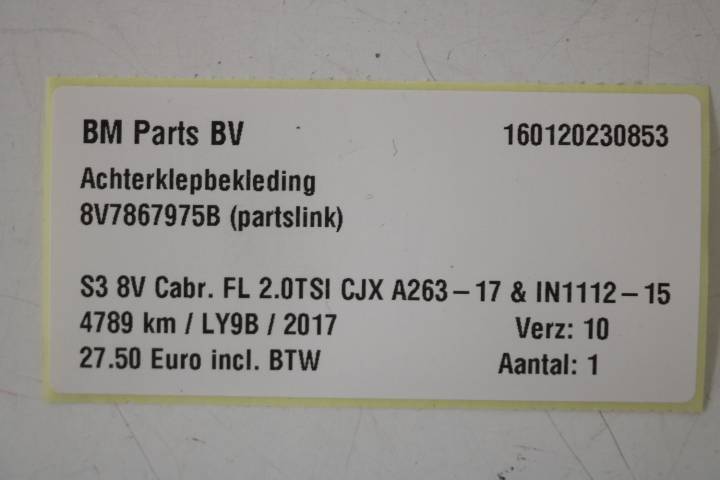 BM Parts BV 160120230853
Achterklepbekleding
8V7867975B (partslink)
S3 8V Cabr. FL 2.0TSI CJX A263-17 & IN1112-15
4789 km / LY9B / 2017 Verz: 10
27.50 Euro incl. BTW Aantal: 1